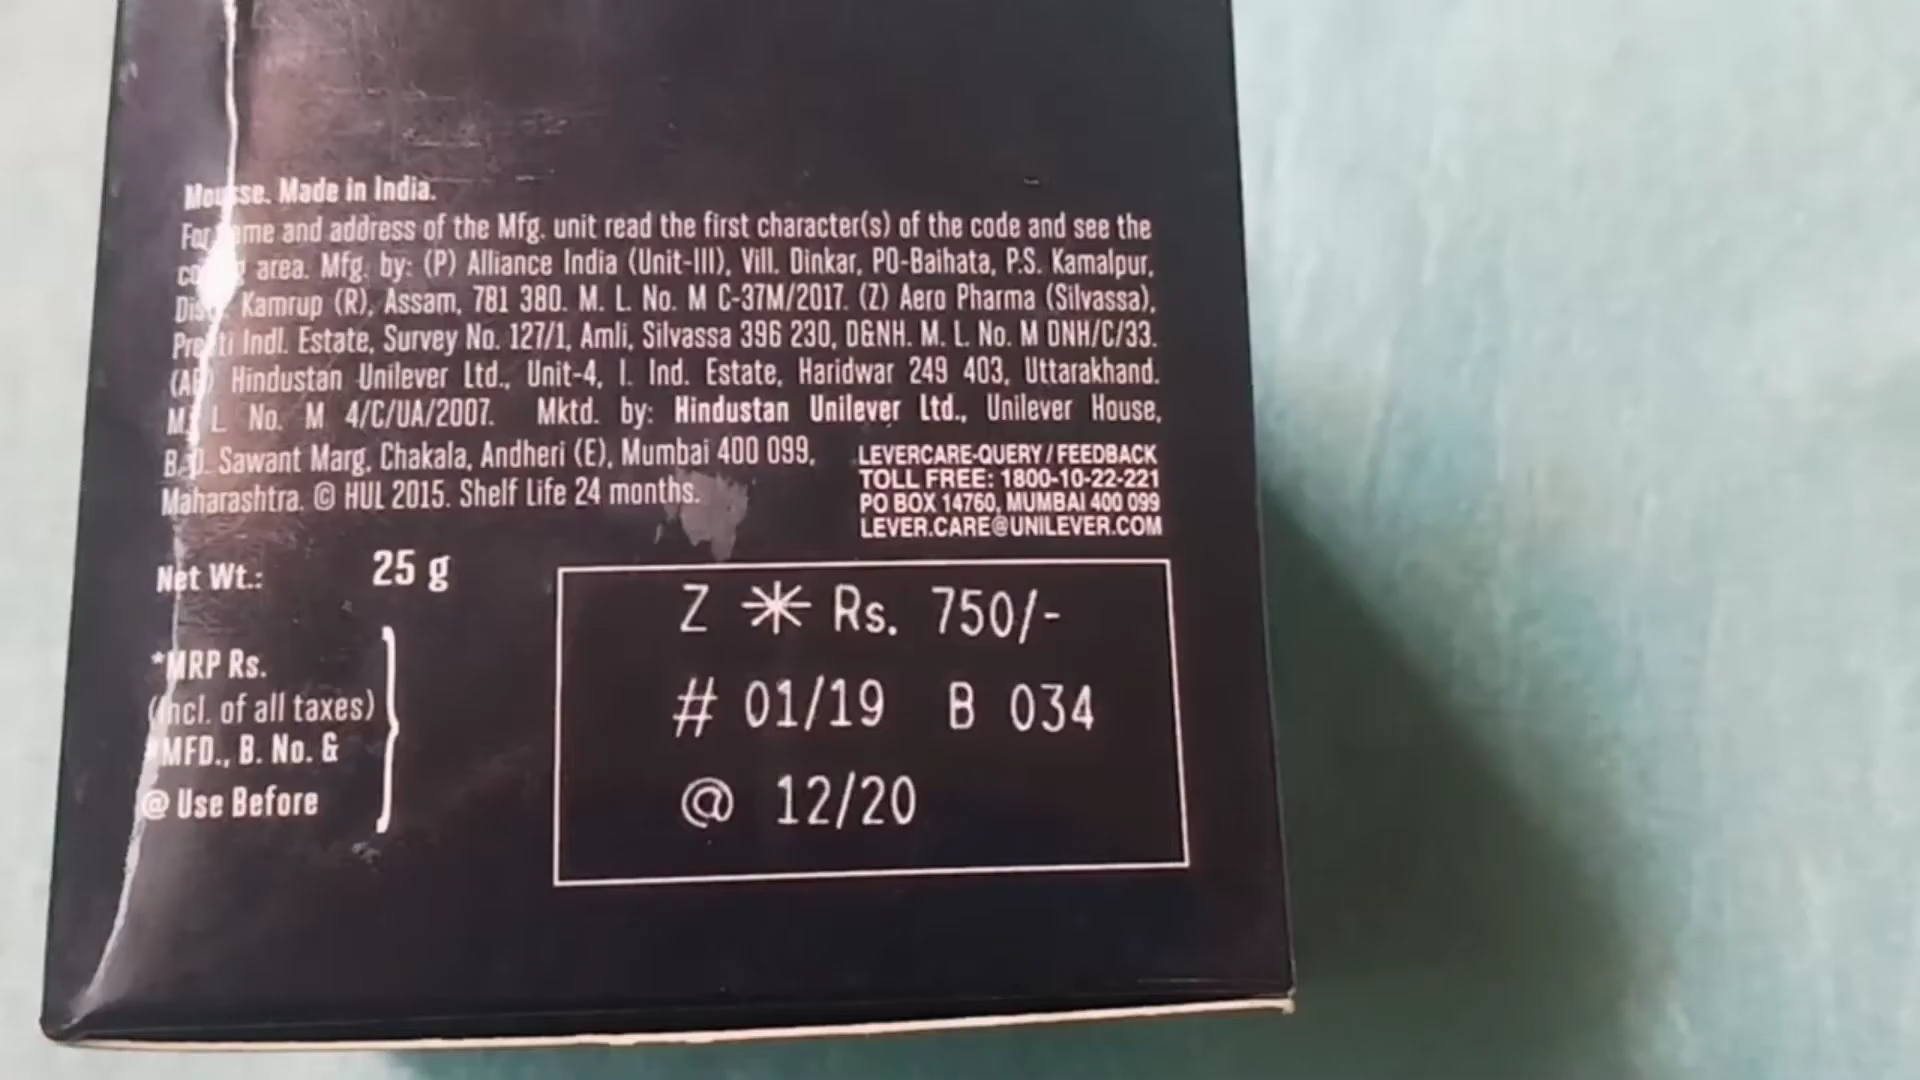 Mousse. Made in India.
For name and address of the Mfg. unit read the first character(s) of the code and see the
area. Mfg. by: (P) Alliance India (Unit-III), Vill. Dinkar, PO-Baihata, P.S. Kamalpur,
Kamrup (R), Assam, 781 380. M. L. No. M C-37M/2017. (Z) Aero Pharma (Silvassa),
Indl. Estate, Survey No. 127/1, Amli, Silvassa 396 230, D&NH. M. L. No. M DNH/C/33.
Hindustan Unilever Ltd., Unit-4, I. Ind. Estate, Haridwar 249 403, Uttarakhand.
M. L. No. M 4/C/UA/2007. Mktd. by: Hindustan Unilever Ltd., Unilever House,
B.D. Sawant Marg, Chakala, Andheri (E), Mumbai 400 099,
Maharashtra. © HUL 2015. Shelf Life 24 months.
LEVERCARE-QUERY / FEEDBACK
TOLL FREE: 1800-10-22-221
PO BOX 14760, MUMBAI 400 099
LEVER.CARE@UNILEVER.COM
Net Wt.: 25 g
*MRP Rs.
(Incl. of all taxes)
#MFD., B. No. &
@ Use Before
Z * Rs. 750/-
# 01/19 B 034
@ 12/20